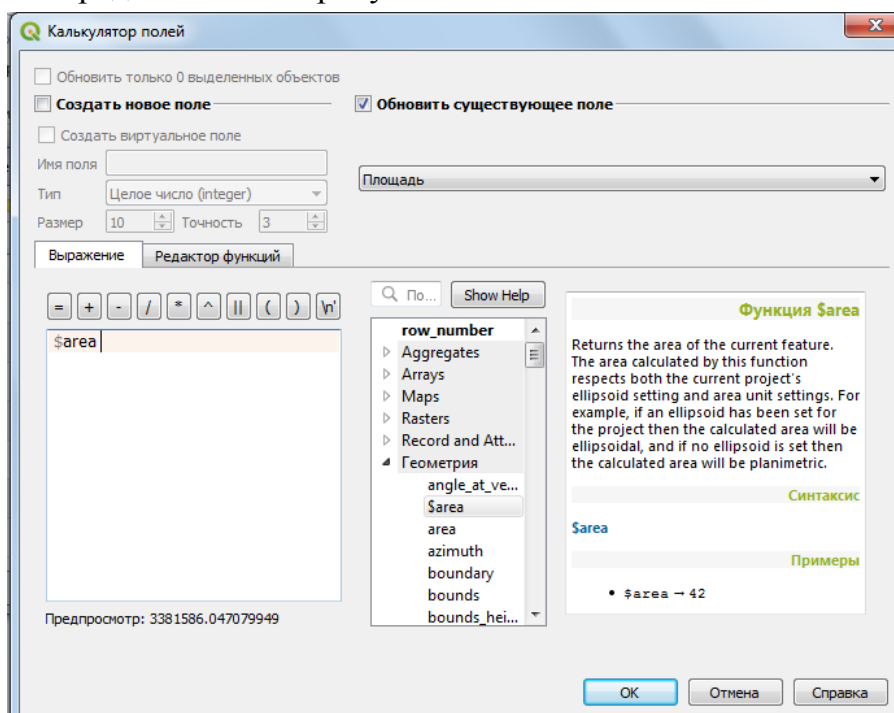 Калькулятор полей
Обновить только 0 выделенных объектов
Создать новое поле
Обновить существующее поле
Создать виртуальное поле
Имя поля
Площадь
Тип Целое число (integer)
Размер 10 Точность 3
Выражение Редактор функций
= + - / * ^ || ( ) \n'
По... Show Help
$area
row_number
Aggregates
Arrays
Maps
Rasters
Record and Att...
Геометрия
angle_at_ve...
$area
area
azimuth
boundary
bounds
bounds_hei...
Функция $area
Returns the area of the current feature.
The area calculated by this function
respects both the current project's
ellipsoid setting and area unit settings. For
example, if an ellipsoid has been set for
the project then the calculated area will be
ellipsoidal, and if no ellipsoid is set then
the calculated area will be planimetric.
Синтаксис
$area
Примеры
• $area → 42
Предпросмотр: 3381586.047079949
OK Отмена Справка